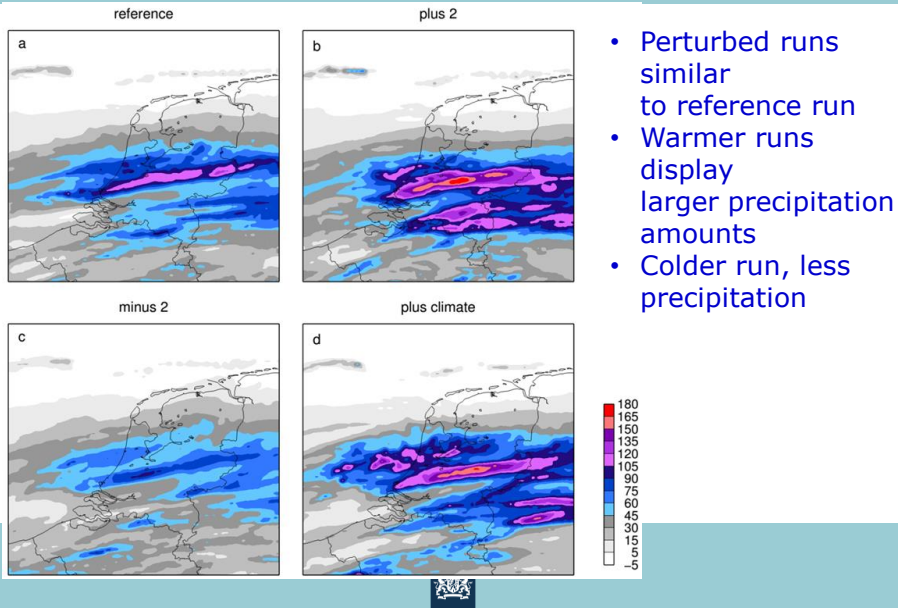 reference
plus 2
a
b
minus 2
plus climate
c
d
180
165
150
135
120
105
90
75
60
45
30
15
5
−5
• Perturbed runs
similar
to reference run
• Warmer runs
display
larger precipitation
amounts
• Colder run, less
precipitation